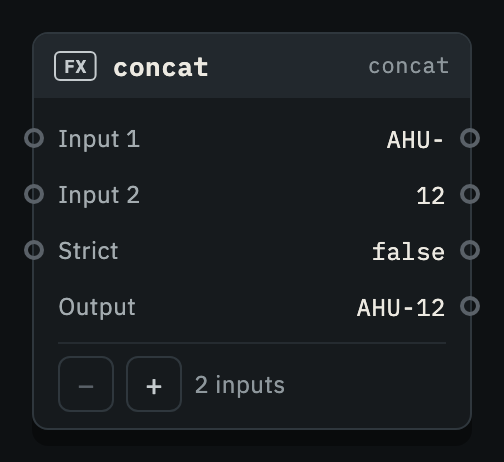 FX concat concat
Input 1 AHU-
Input 2 12
Strict false
Output AHU-12
− + 2 inputs